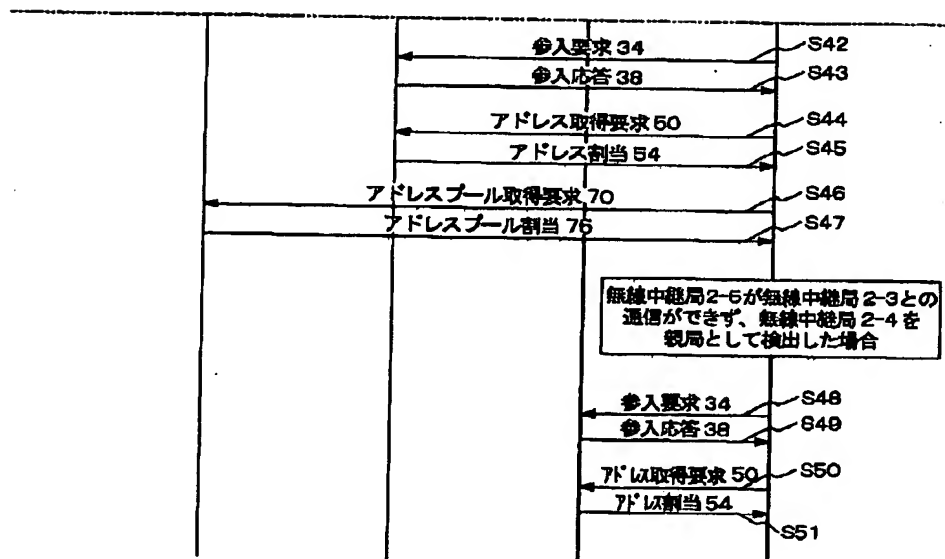 参入要求 34
S42
参入応答 38
S43
アドレス取得要求 50
S44
アドレス割当 54
S45
アドレスプール取得要求 70
S46
アドレスプール割当 76
S47
無線中継局2-5が無線中継局2-3との
通信ができず、無線中継局2-4を
親局として検出した場合
参入要求 34
S48
参入応答 38
S49
アドレス取得要求 50
S50
アドレス割当 54
S51